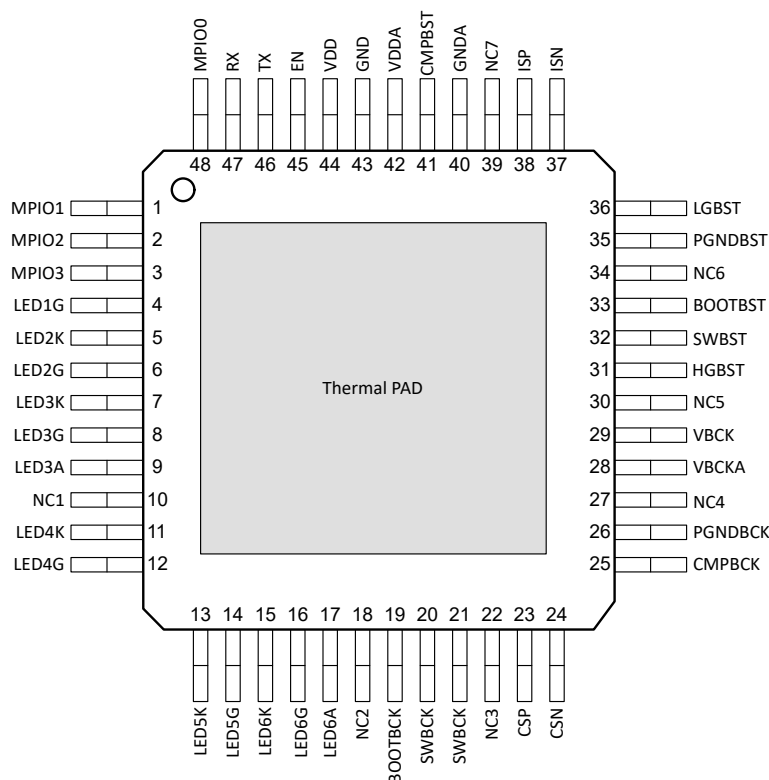 MPIO0 RX TX EN VDD GND VDDA CMPBST GNDA NC7 ISP ISN
48 47 46 45 44 43 42 41 40 39 38 37
MPIO1 1 36 LGBST
MPIO2 2 35 PGNDBST
MPIO3 3 34 NC6
LED1G 4 33 BOOTBST
LED2K 5 32 SWBST
LED2G 6 31 HGBST
Thermal PAD
LED3K 7 30 NC5
LED3G 8 29 VBCK
LED3A 9 28 VBCKA
NC1 10 27 NC4
LED4K 11 26 PGNDBCK
LED4G 12 25 CMPBCK
13 14 15 16 17 18 19 20 21 22 23 24
LED5K LED5G LED6K LED6G LED6A NC2 BOOTBCK SWBCK SWBCK NC3 CSP CSN